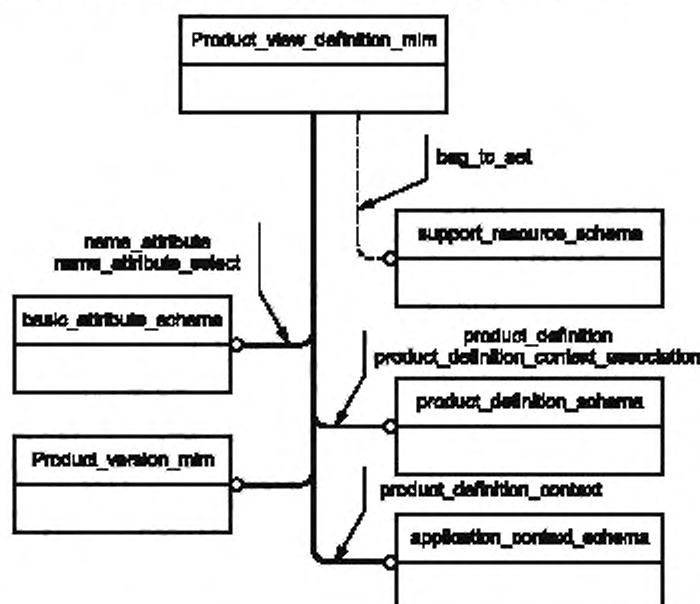 Product_view_definition_mim
bag_to_set
support_resource_schema
name_attribute
name_attribute_select
basic_attribute_schema
product_definition
product_definition_context_association
product_definition_schema
Product_version_mim
product_definition_context
application_context_schema